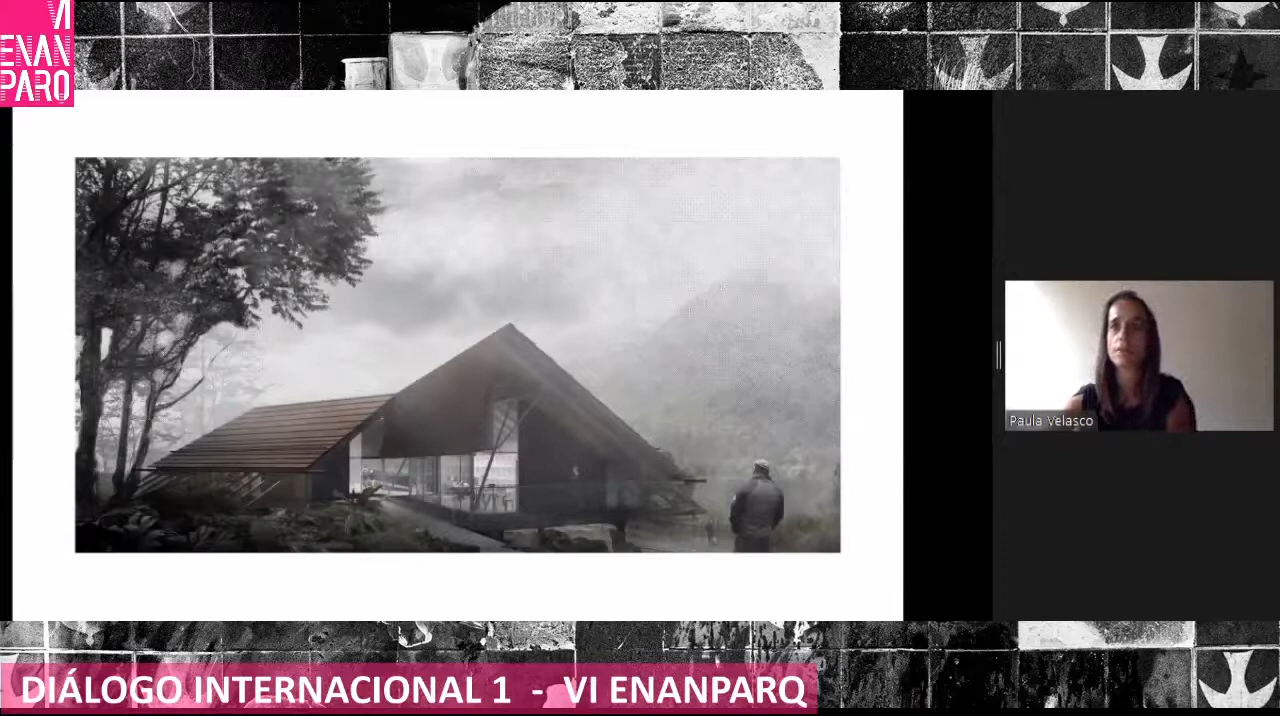 VI
ENAN
PARQ
Paula Velasco
DIÁLOGO INTERNACIONAL 1 - VI ENANPARQ